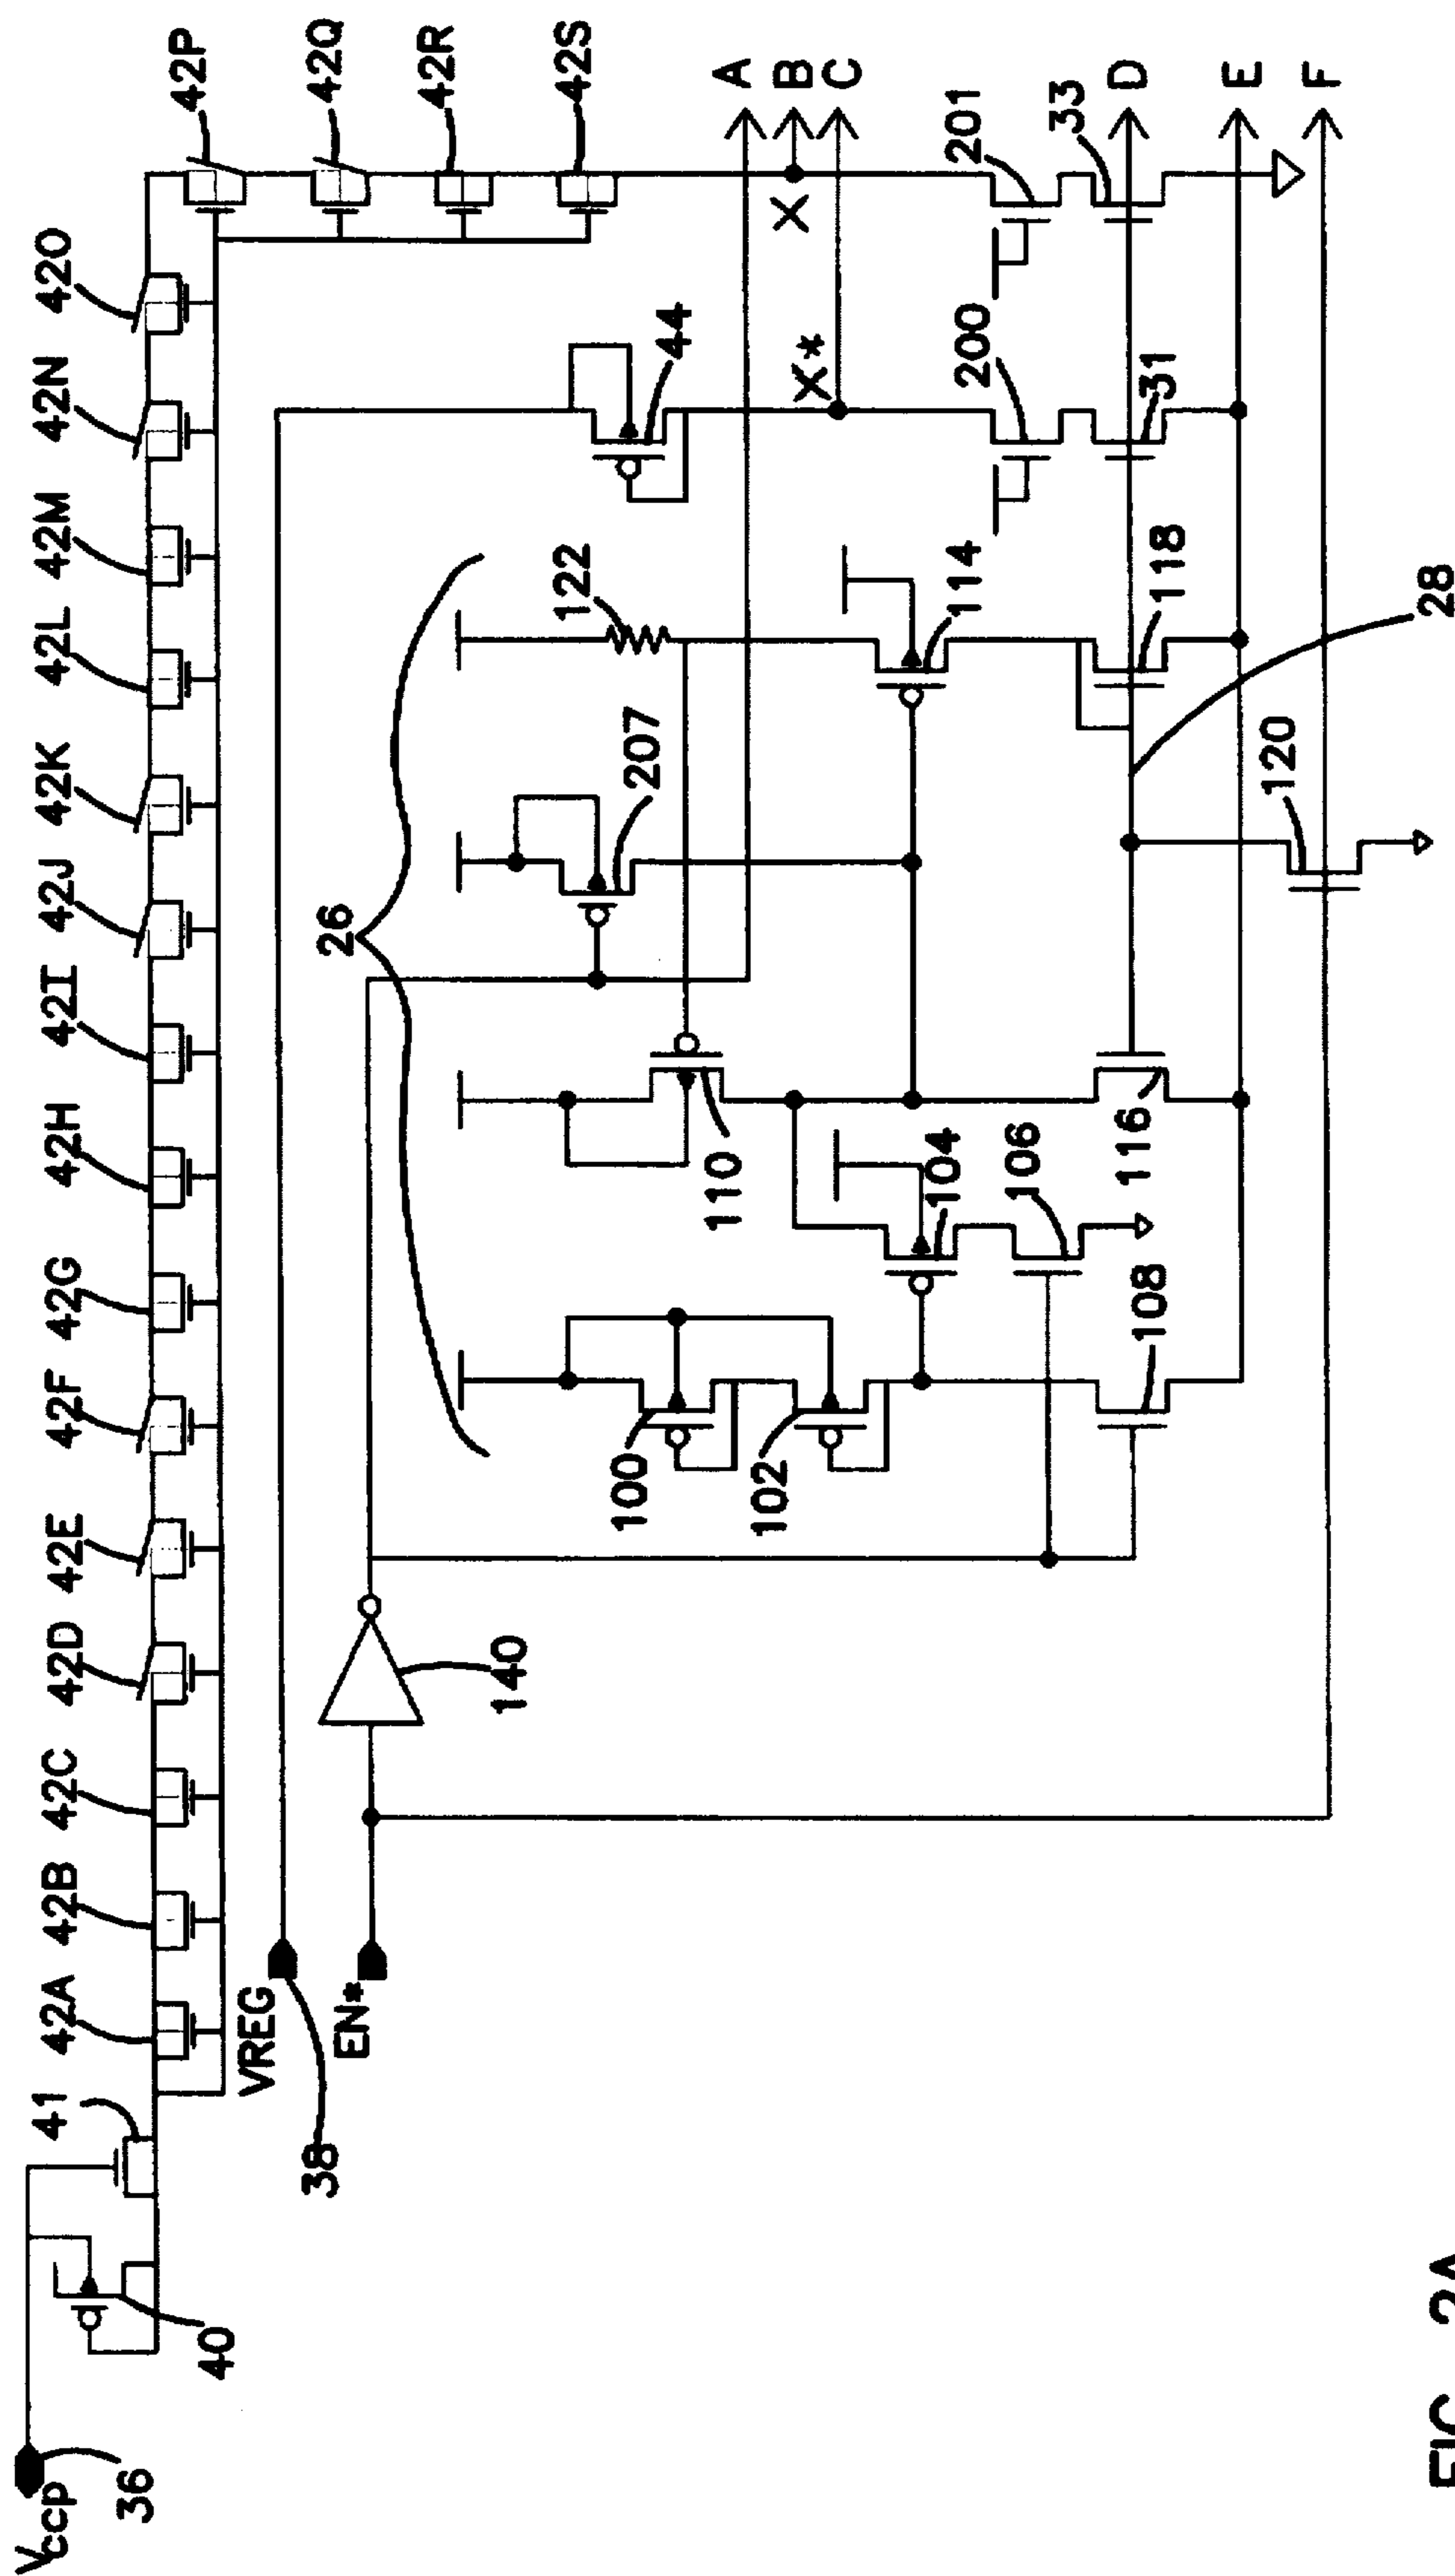 42P
42Q
42R
42S
A
B
C
D
E
F
42O
42N
42M
42L
42K
42J
42I
42H
42G
42F
42E
42D
42C
42B
42A
41
40
VCCP
36
VREG
38
EN*
140
26
X
X*
44
201
33
200
31
122
207
114
118
28
120
110
104
106
116
108
100
102
FIG. 2A